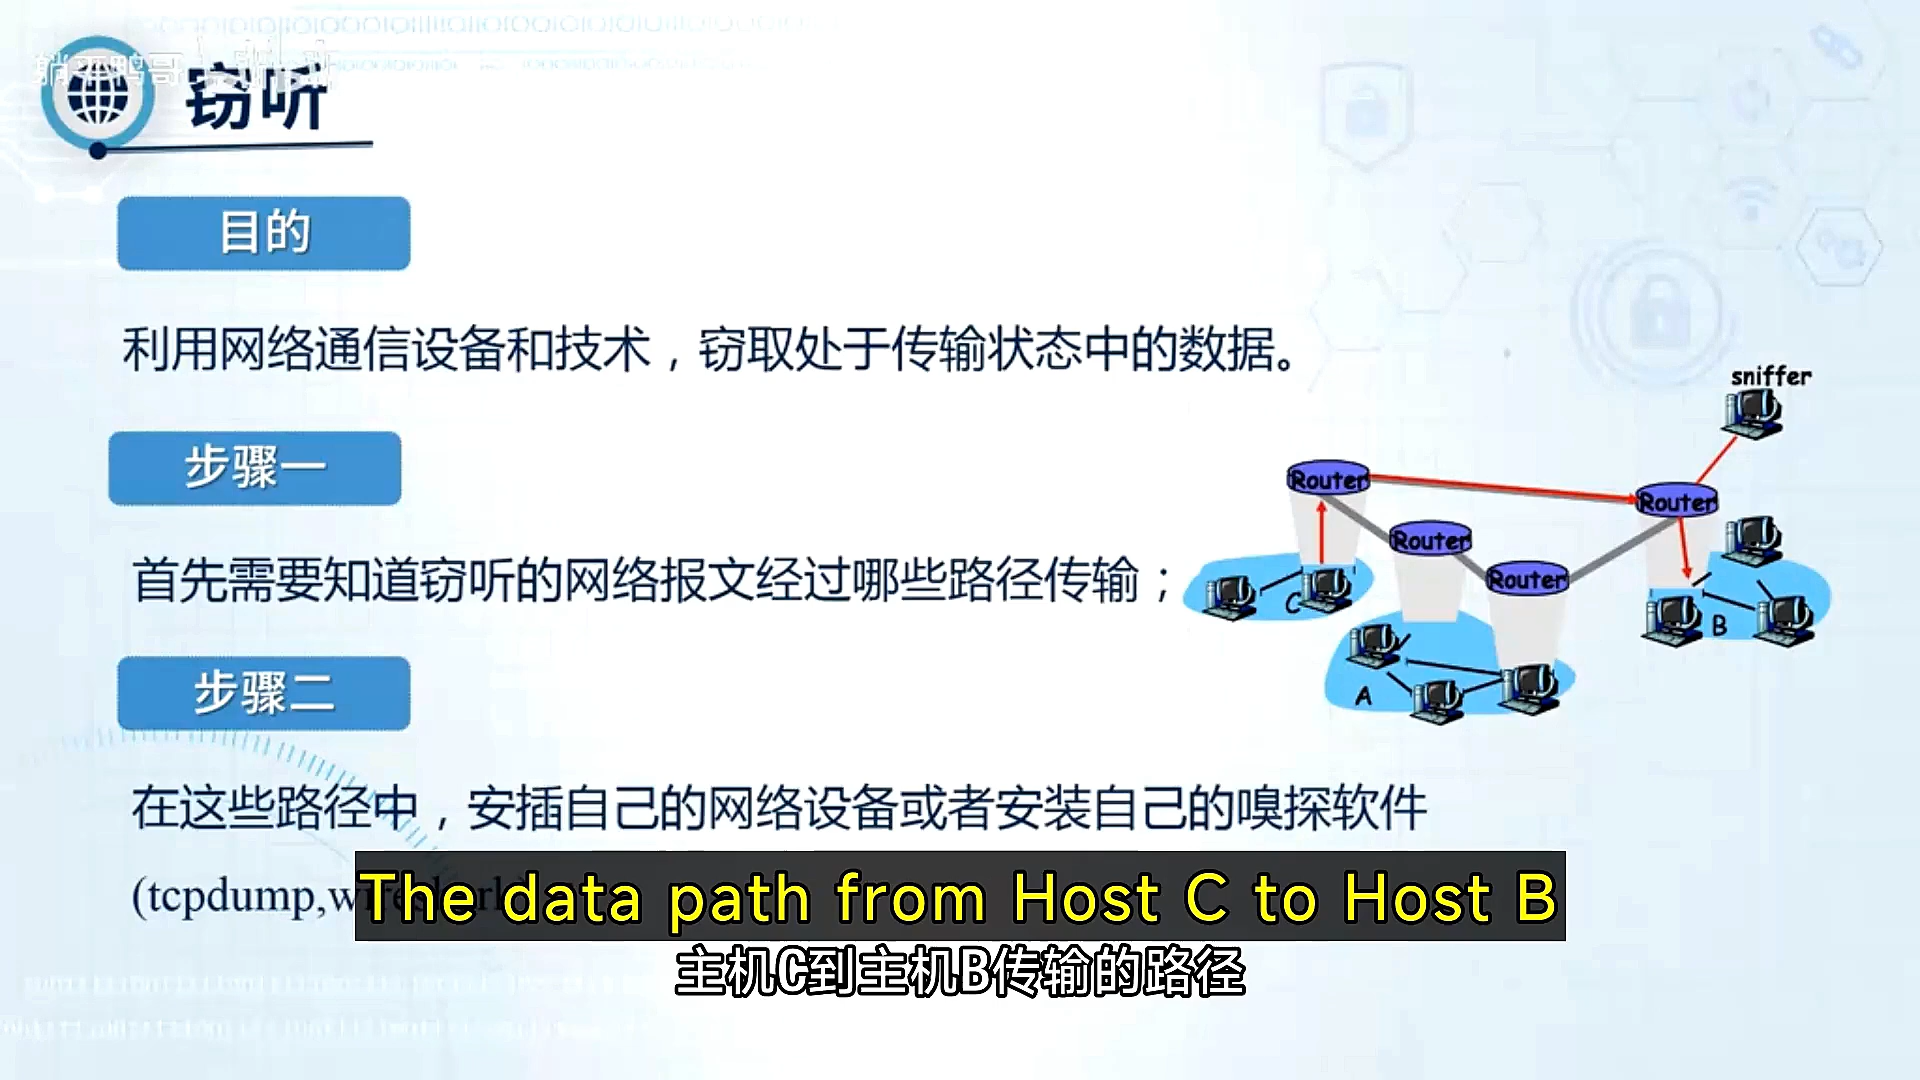 躺平鸭哥
窃听
目的
利用网络通信设备和技术，窃取处于传输状态中的数据。
sniffer
步骤一
Router
Router
Router
Router
首先需要知道窃听的网络报文经过哪些路径传输；
C
B
A
步骤二
在这些路径中，安插自己的网络设备或者安装自己的嗅探软件
(tcpdump,wireshark)
The data path from Host C to Host B
主机C到主机B传输的路径